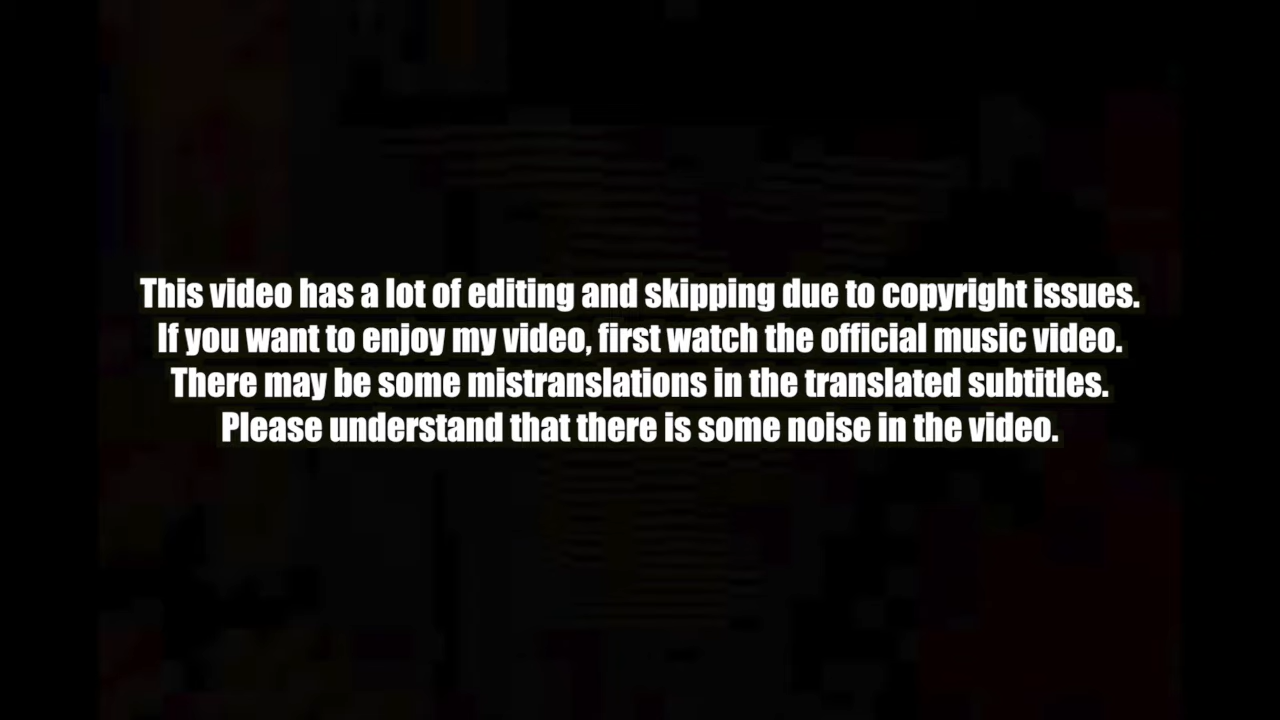 This video has a lot of editing and skipping due to copyright issues.
If you want to enjoy my video, first watch the official music video.
There may be some mistranslations in the translated subtitles.
Please understand that there is some noise in the video.